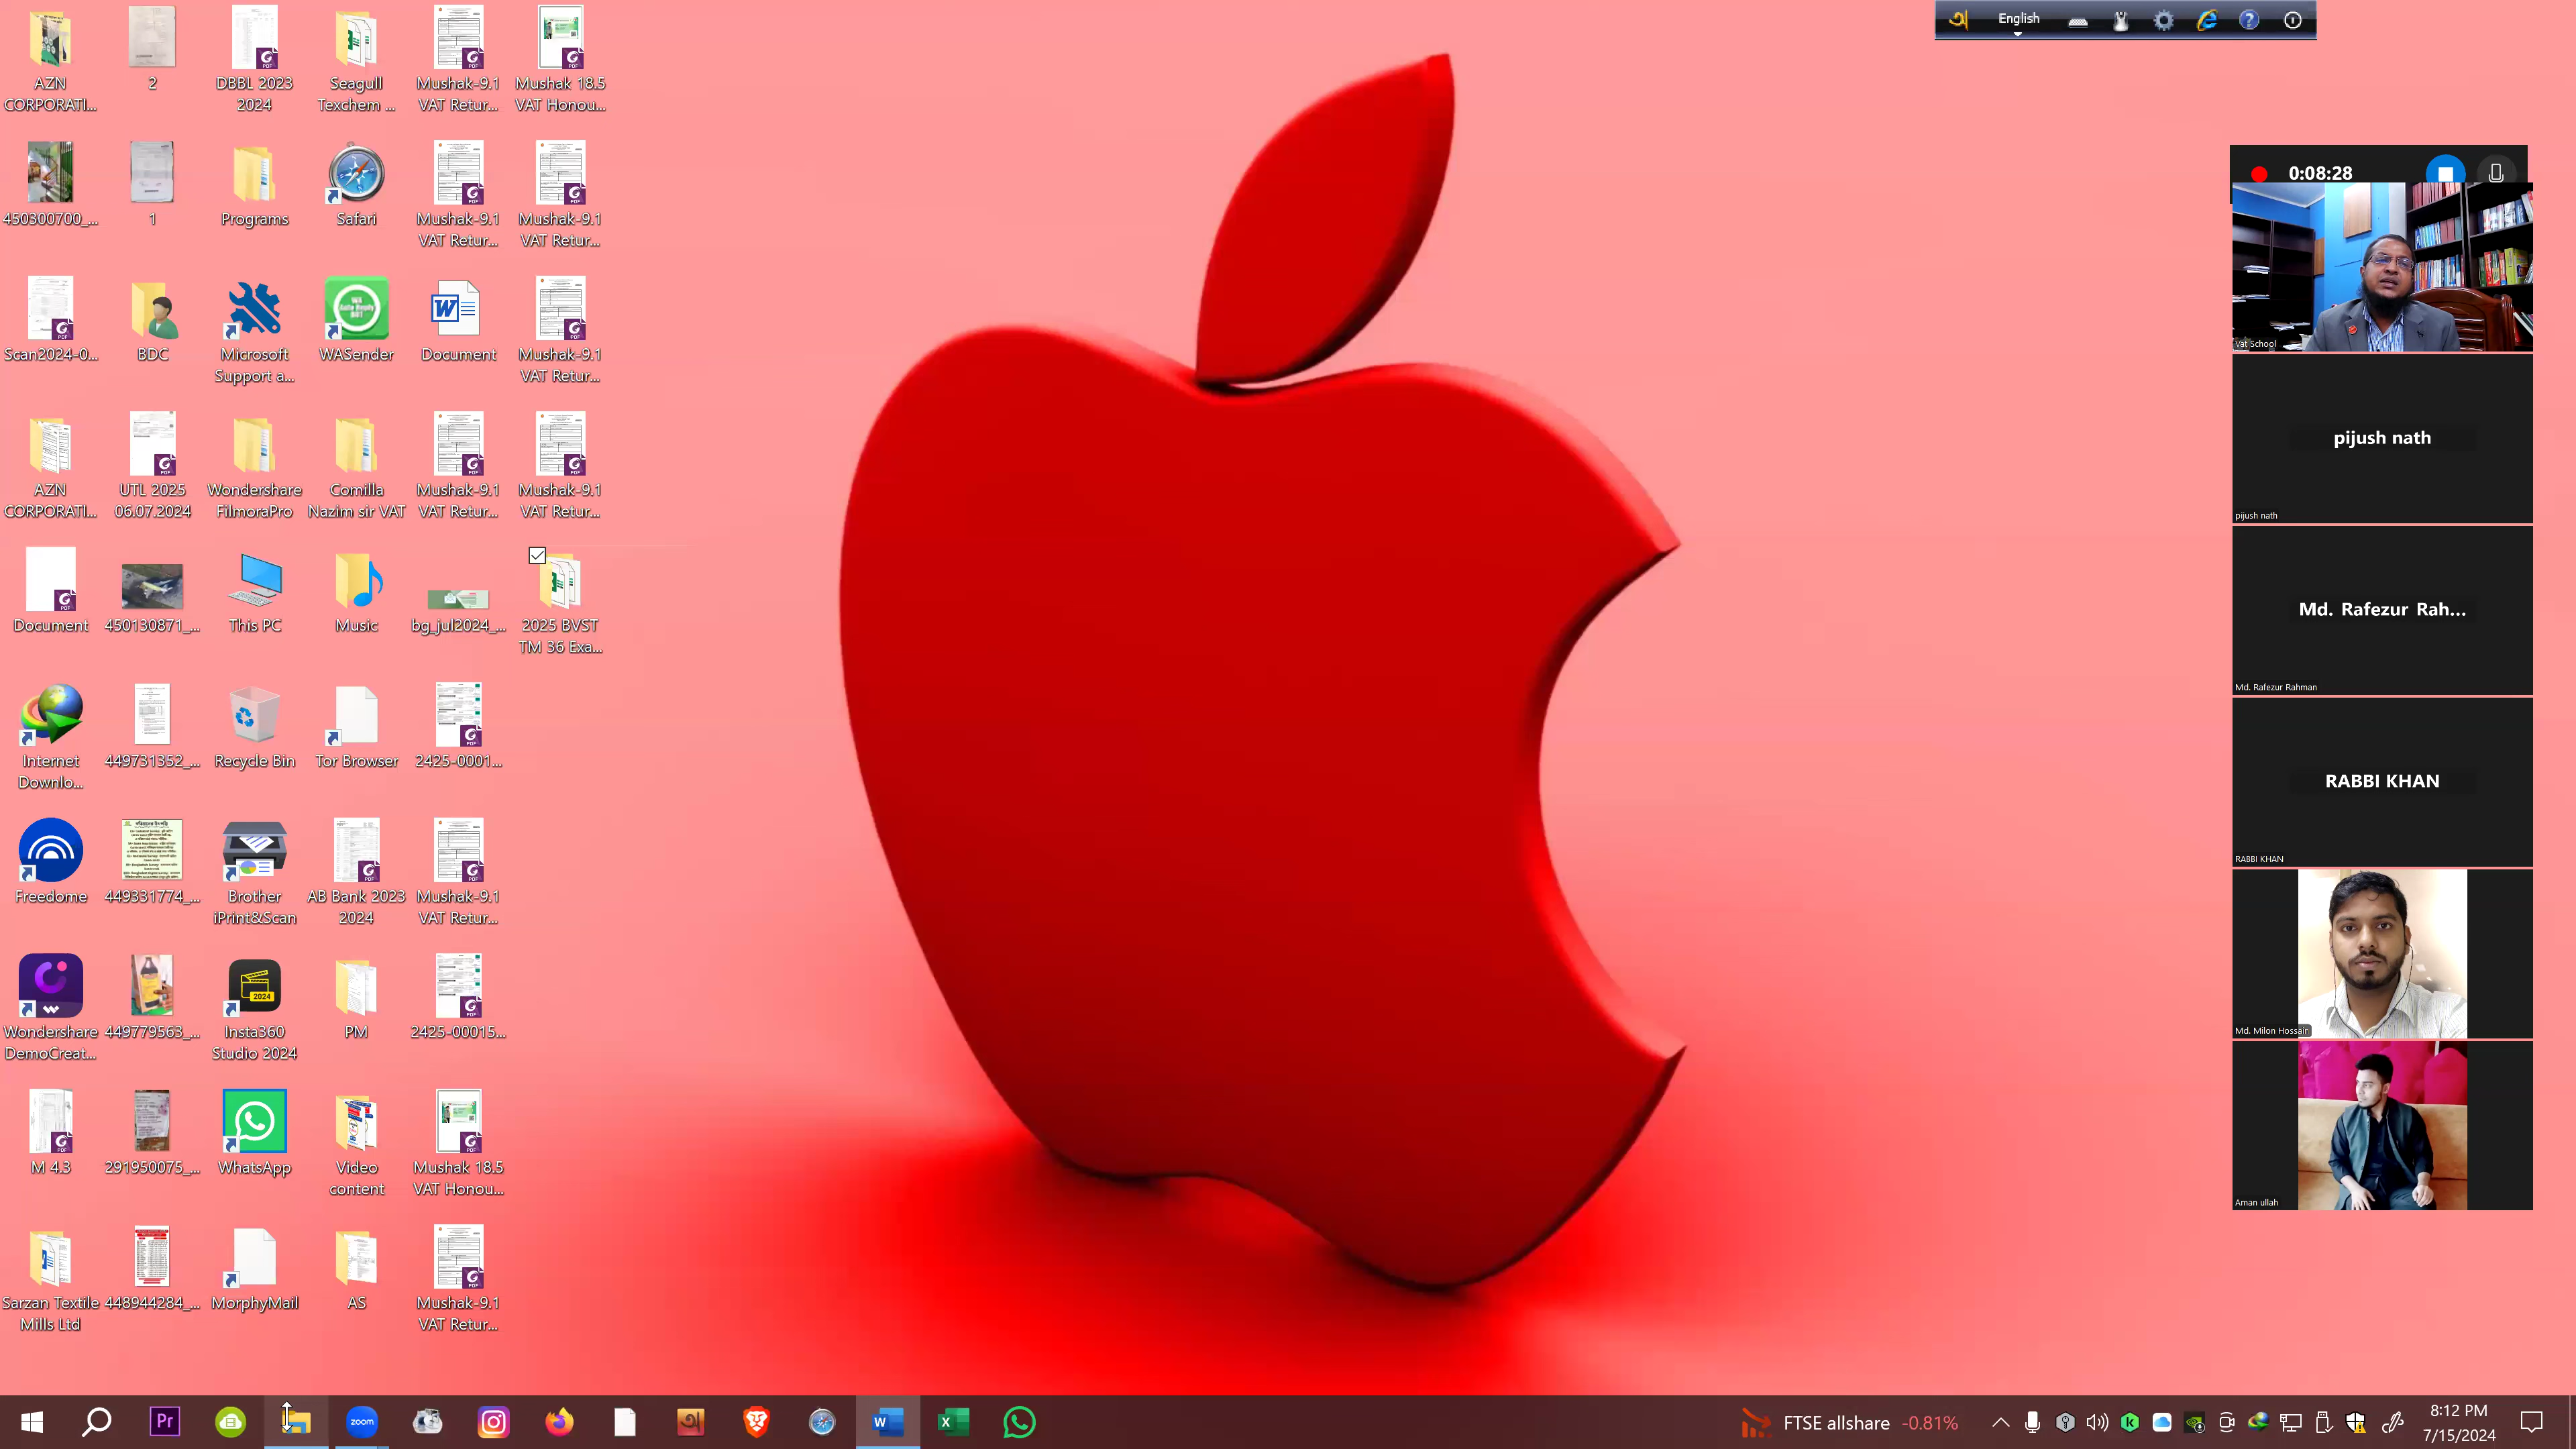 English
AZN
CORPORATI...
2
DBBL 2023
2024
Seagull
Texchem ...
Mushak-9.1
VAT Retur...
Mushak 18.5
VAT Honou...
450300700_...
1
Programs
Safari
Mushak-9.1
VAT Retur...
Mushak-9.1
VAT Retur...
Scan2024-0...
BDC
Microsoft
Support a...
WASender
Document
Mushak-9.1
VAT Retur...
AZN
CORPORATI...
UTL 2025
06.07.2024
Wondershare
FilmoraPro
Comilla
Nazim sir VAT
Mushak-9.1
VAT Retur...
Mushak-9.1
VAT Retur...
Document
450130871_...
This PC
Music
bg_jul2024_...
2025 BVST
TM 36 Exa...
Internet
Downlo...
449731352_...
Recycle Bin
Tor Browser
2425-0001...
Freedome
449331774_...
Brother
iPrint&Scan
AB Bank 2023
2024
Mushak-9.1
VAT Retur...
Wondershare
DemoCreat...
449779563_...
Insta360
Studio 2024
PM
2425-00015...
M 4.3
291950075_...
WhatsApp
Video
content
Mushak 18.5
VAT Honou...
Sarzan Textile
Mills Ltd
448944284_...
MorphyMail
AS
Mushak-9.1
VAT Retur...
0:08:28
Vat School
pijush nath
pijush nath
Md. Rafezur Rah...
Md. Rafezur Rahman
RABBI KHAN
RABBI KHAN
Md. Milon Hossain
Aman ullah
Pr
zoom
FTSE allshare -0.81%
8:12 PM
7/15/2024